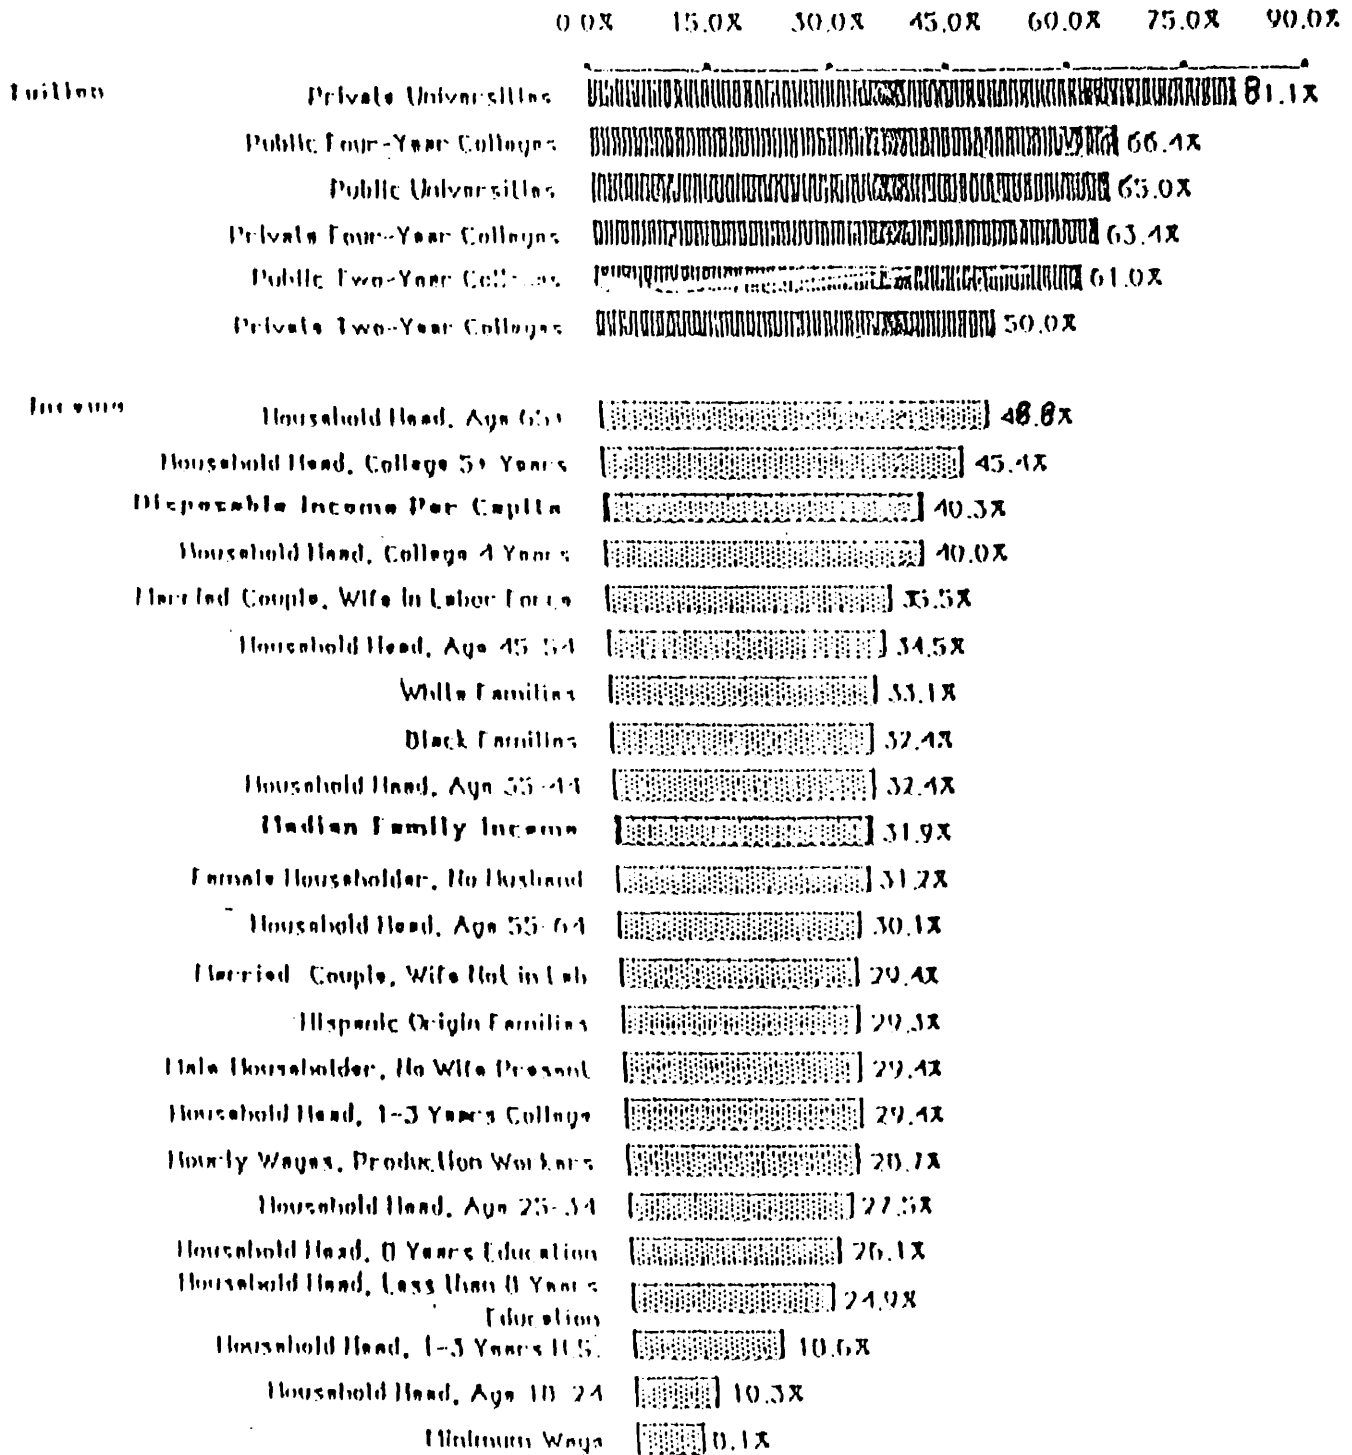 0.0% 15.0% 30.0% 45.0% 60.0% 75.0% 90.0%
Tuition
Private Universities 81.1%
Public Four-Year Colleges 66.4%
Public Universities 65.0%
Private Four-Year Colleges 63.4%
Public Two-Year Colleges 61.0%
Private Two-Year Colleges 50.0%
Income
Household Head, Age 65+ 48.8%
Household Head, College 5+ Years 45.4%
Disposable Income Per Capita 40.3%
Household Head, College 4 Years 40.0%
Married Couple, Wife In Labor Force 35.5%
Household Head, Age 45-54 34.5%
White Families 33.1%
Black Families 32.4%
Household Head, Age 35-44 32.4%
Median Family Income 31.9%
Female Householder, No Husband 31.2%
Household Head, Age 55-64 30.1%
Married Couple, Wife Not in Lab 29.4%
Hispanic Origin Families 29.3%
Male Householder, No Wife Present 29.4%
Household Head, 1-3 Years College 29.4%
Hourly Wages, Production Workers
Household Head, Age 25-34 27.5%
Household Head, 8 Years Education 26.1%
Household Head, Less than 8 Years
Education 24.9%
Household Head, 1-3 Years H.S.
Household Head, Age 18-24 10.3%
Minimum Wage 8.1%